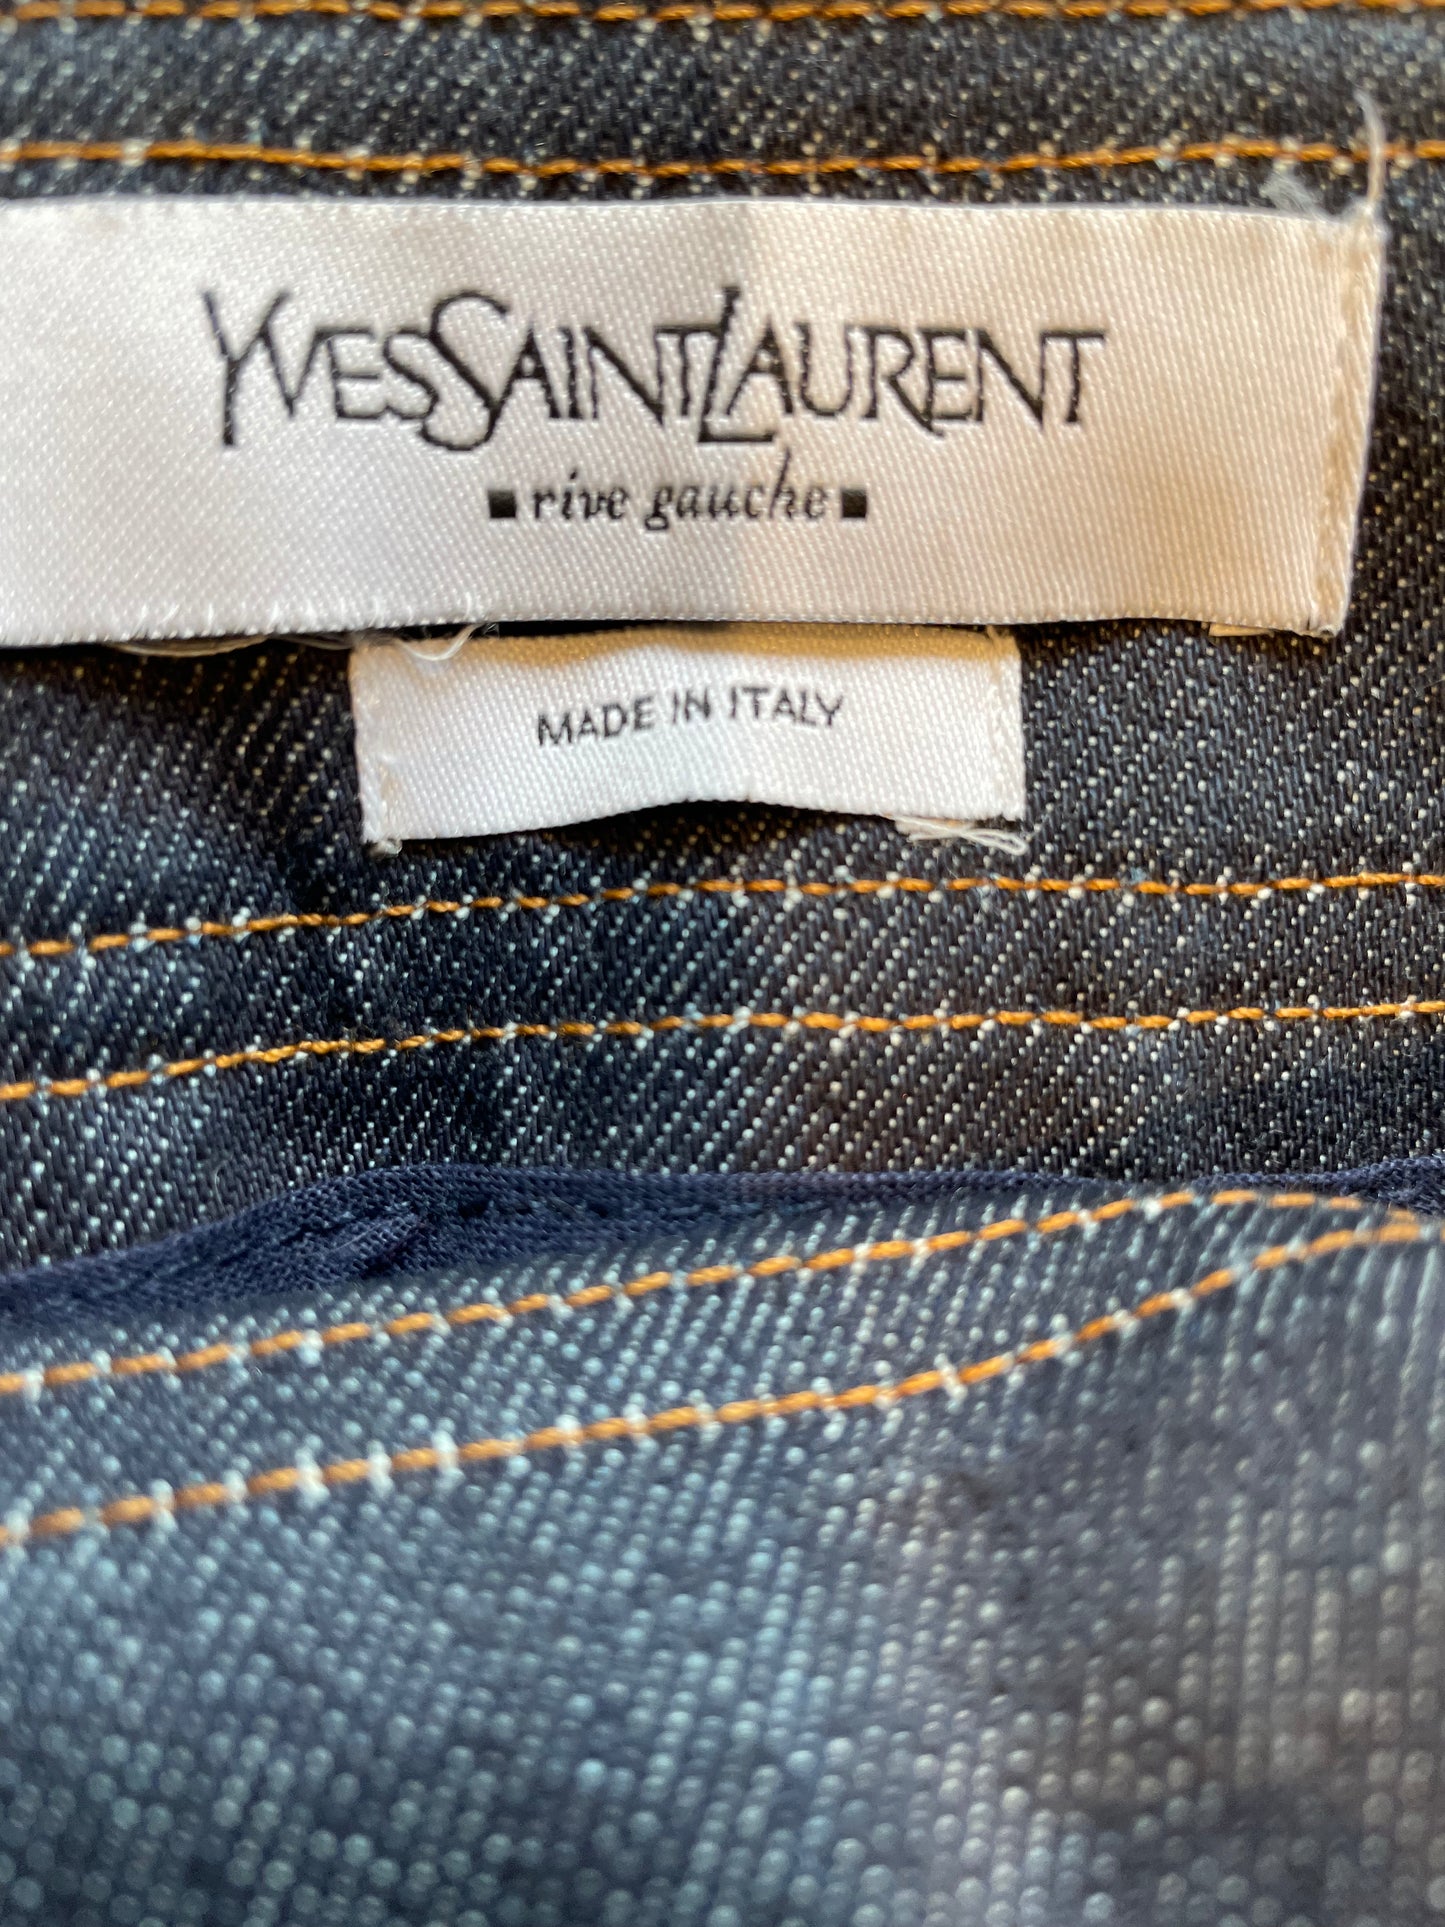 YVESSAINTLAURENT
rive gauche
MADE IN ITALY